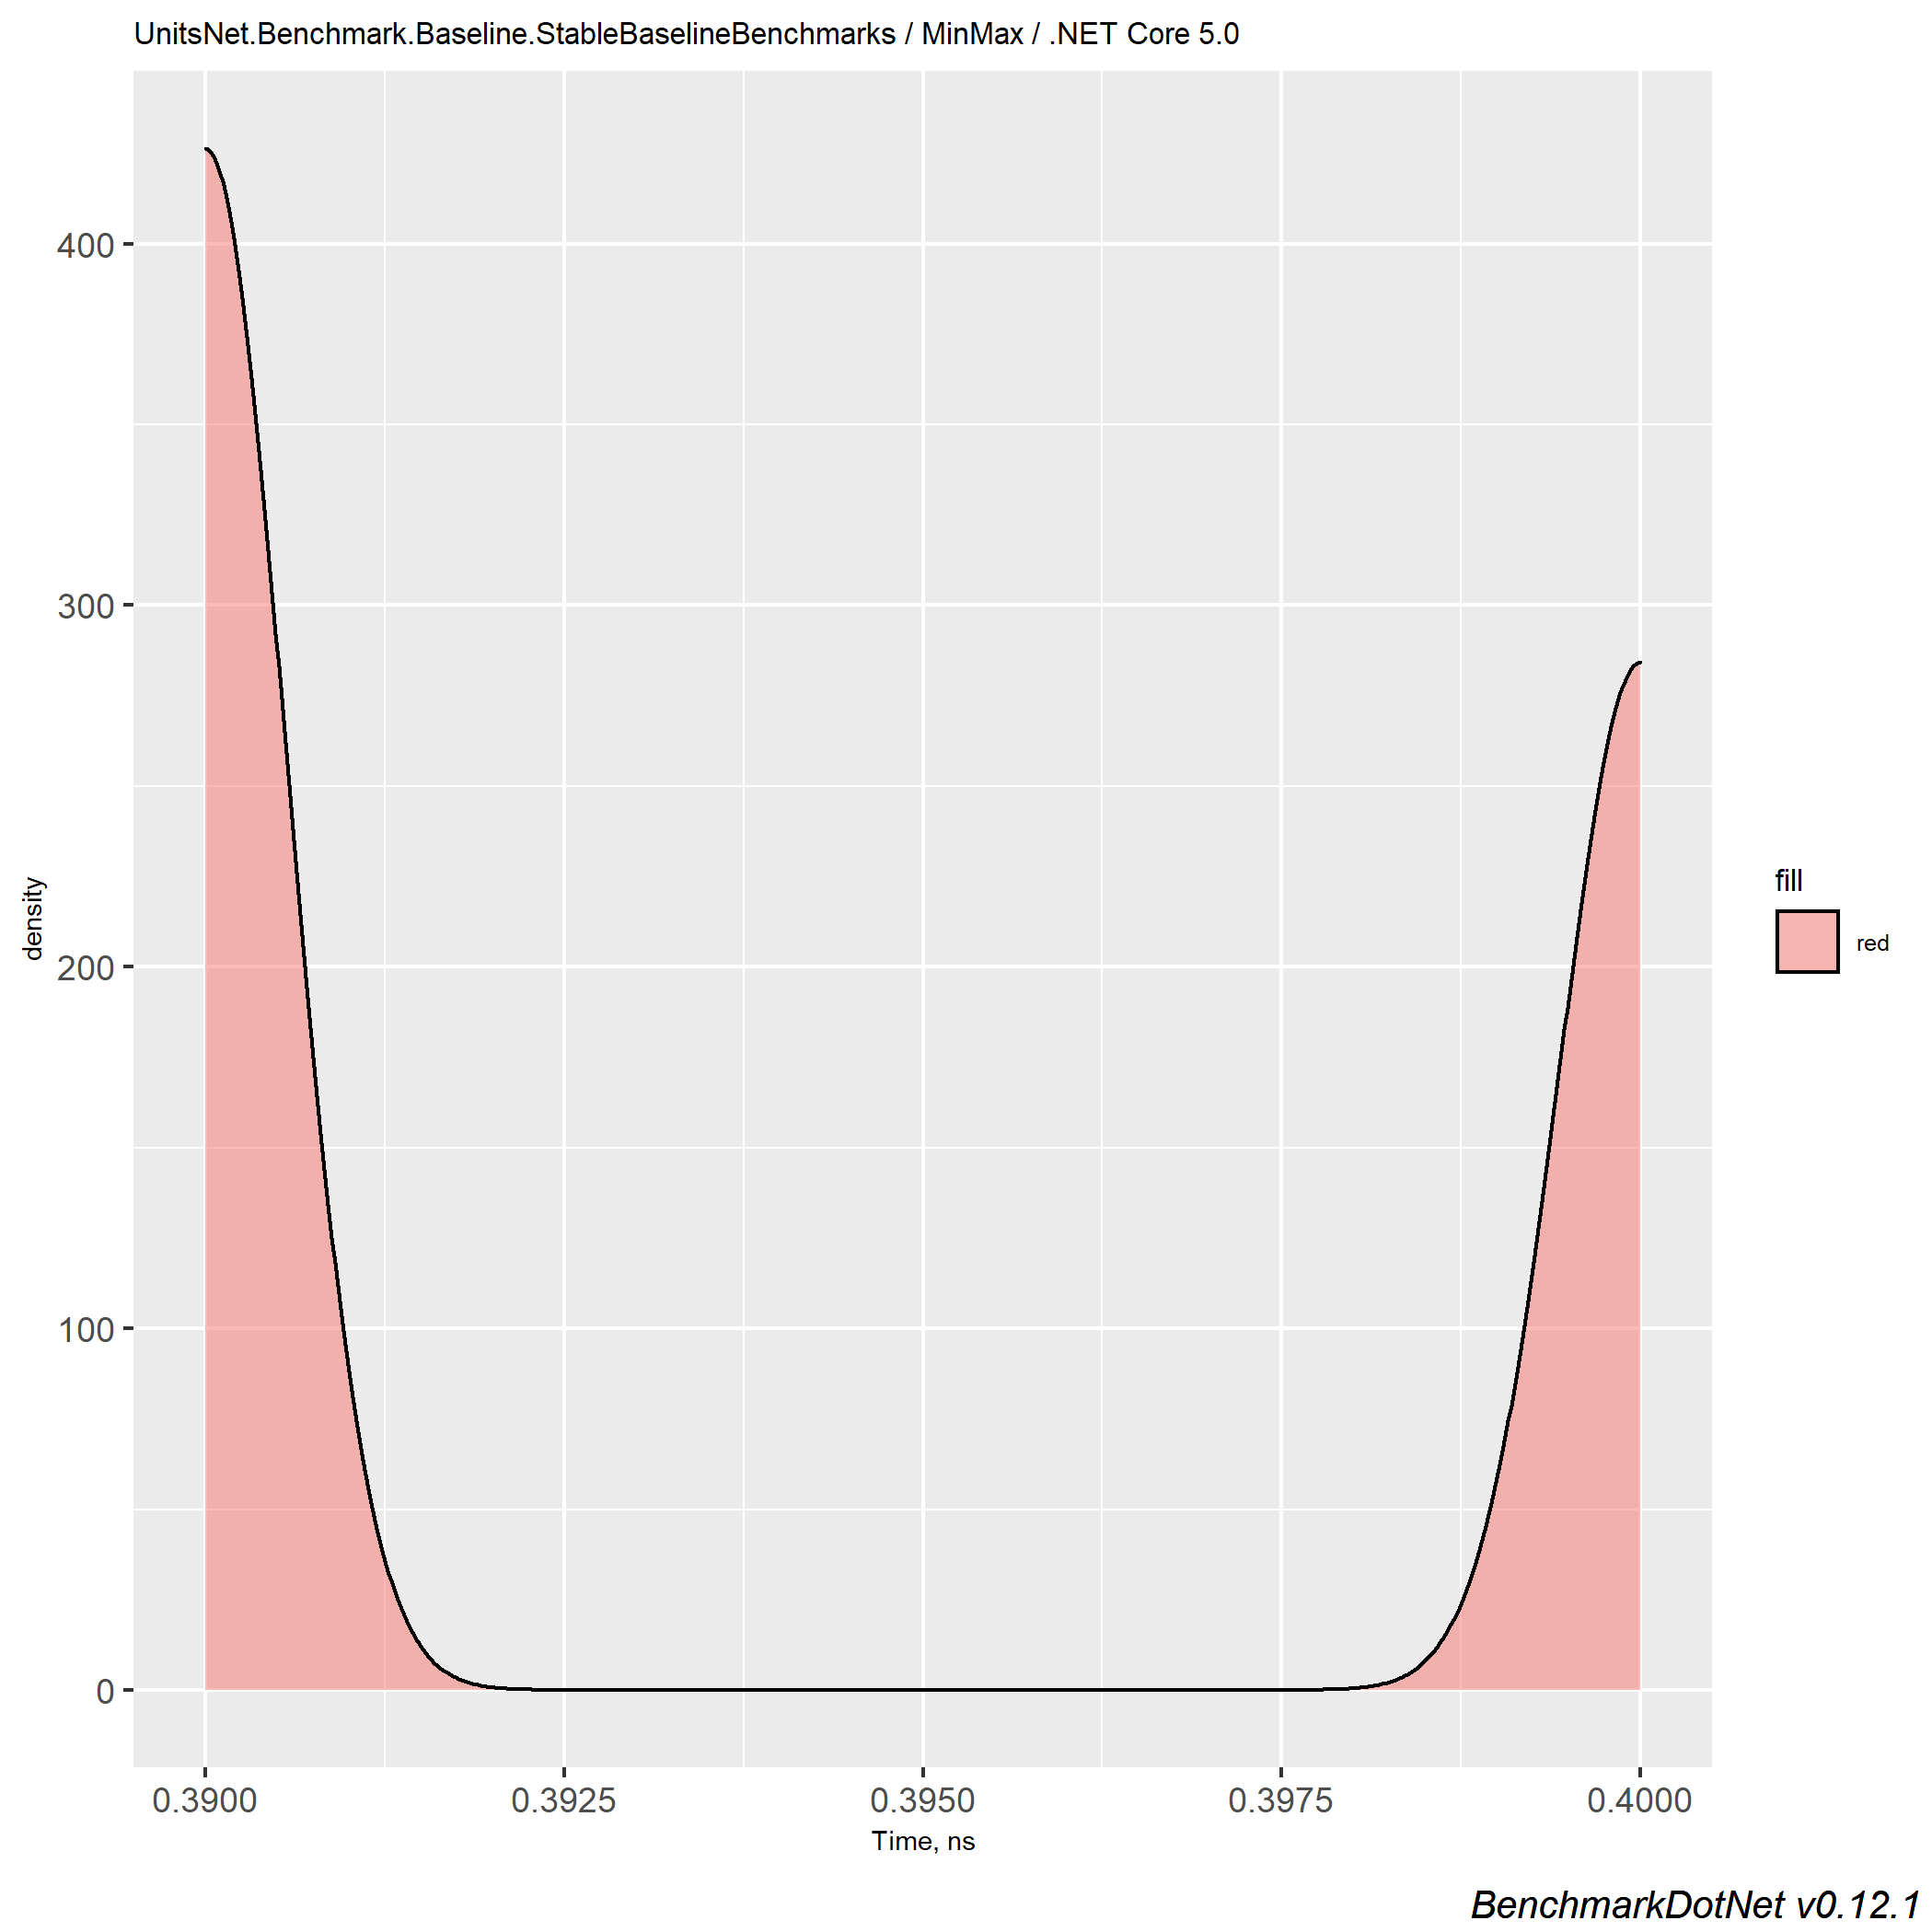 UnitsNet.Benchmark.Baseline.StableBaselineBenchmarks / MinMax / .NET Core 5.0
400
300
200
100
0
density
0.3900 0.3925 0.3950 0.3975 0.4000
Time, ns
fill
red
BenchmarkDotNet v0.12.1